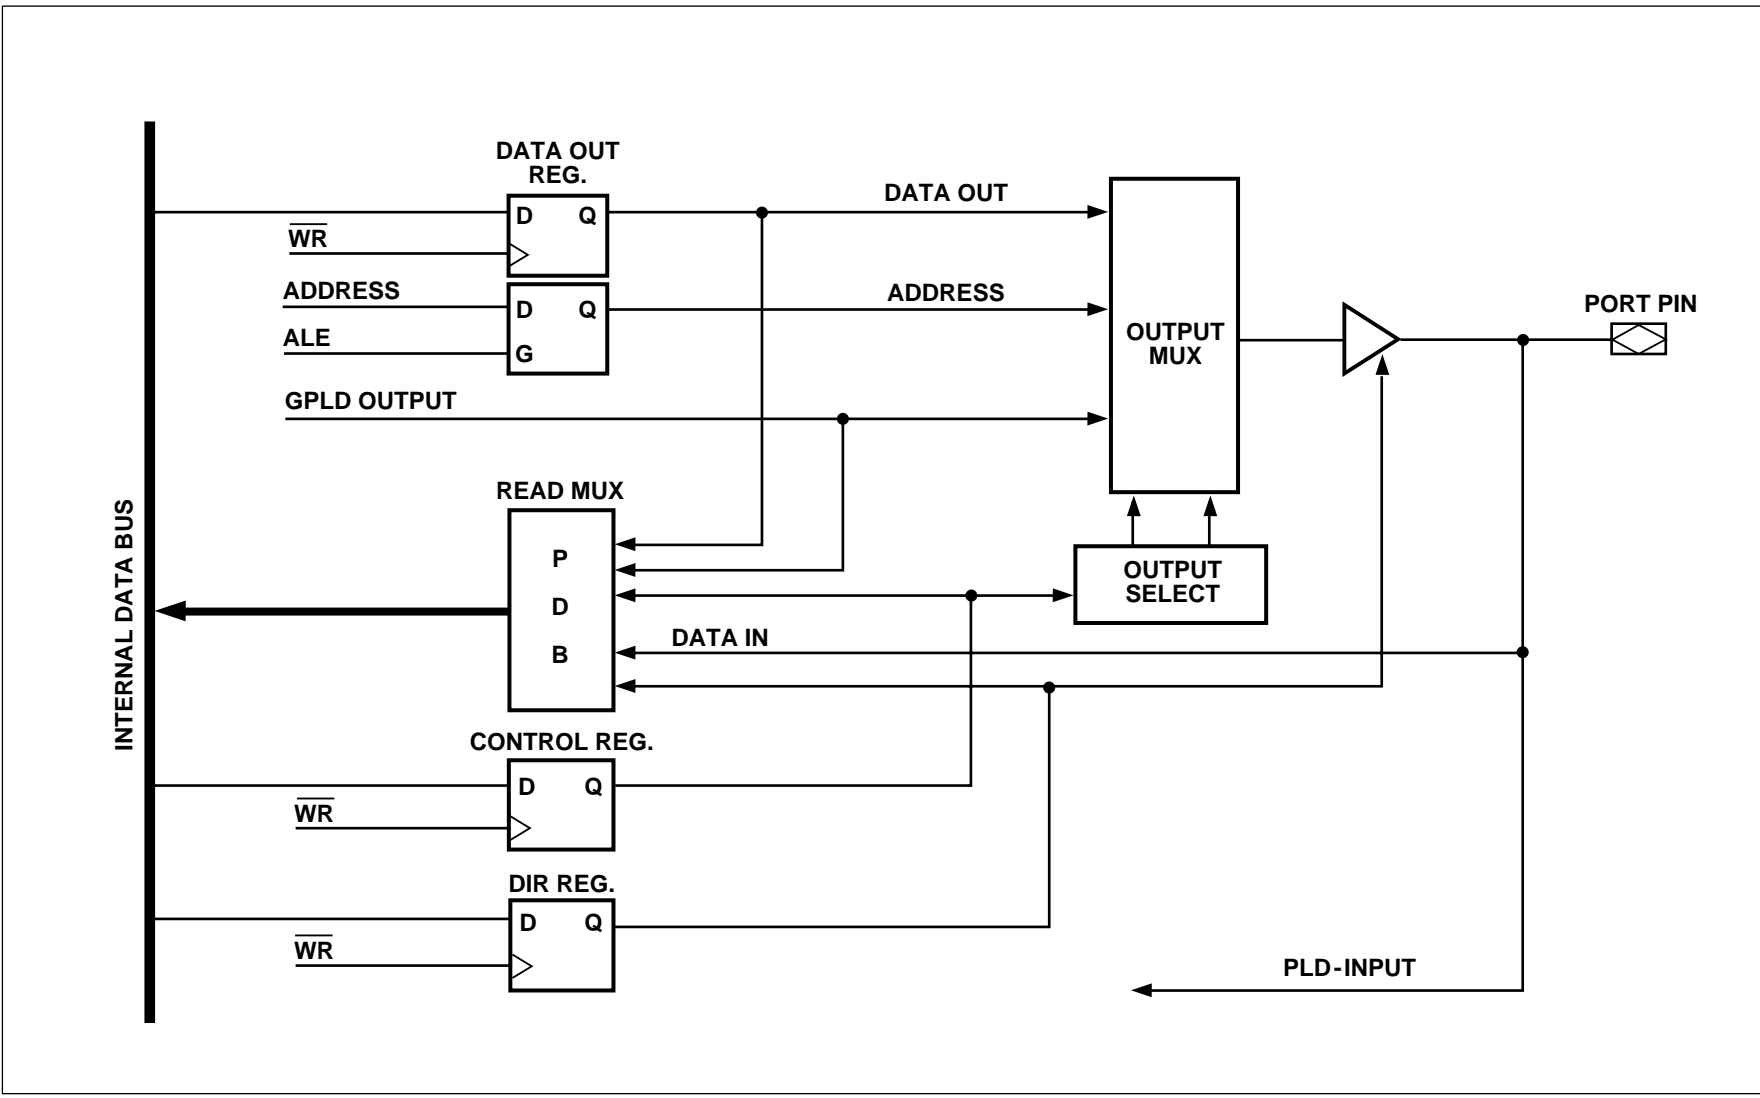 DATA OUT
REG.
DATA OUT
D Q
WR
ADDRESS
D Q
ADDRESS
PORT PIN
ALE
G
OUTPUT
MUX
GPLD OUTPUT
READ MUX
INTERNAL DATA BUS
P
OUTPUT
SELECT
D
DATA IN
B
CONTROL REG.
D Q
WR
DIR REG.
D Q
WR
PLD-INPUT